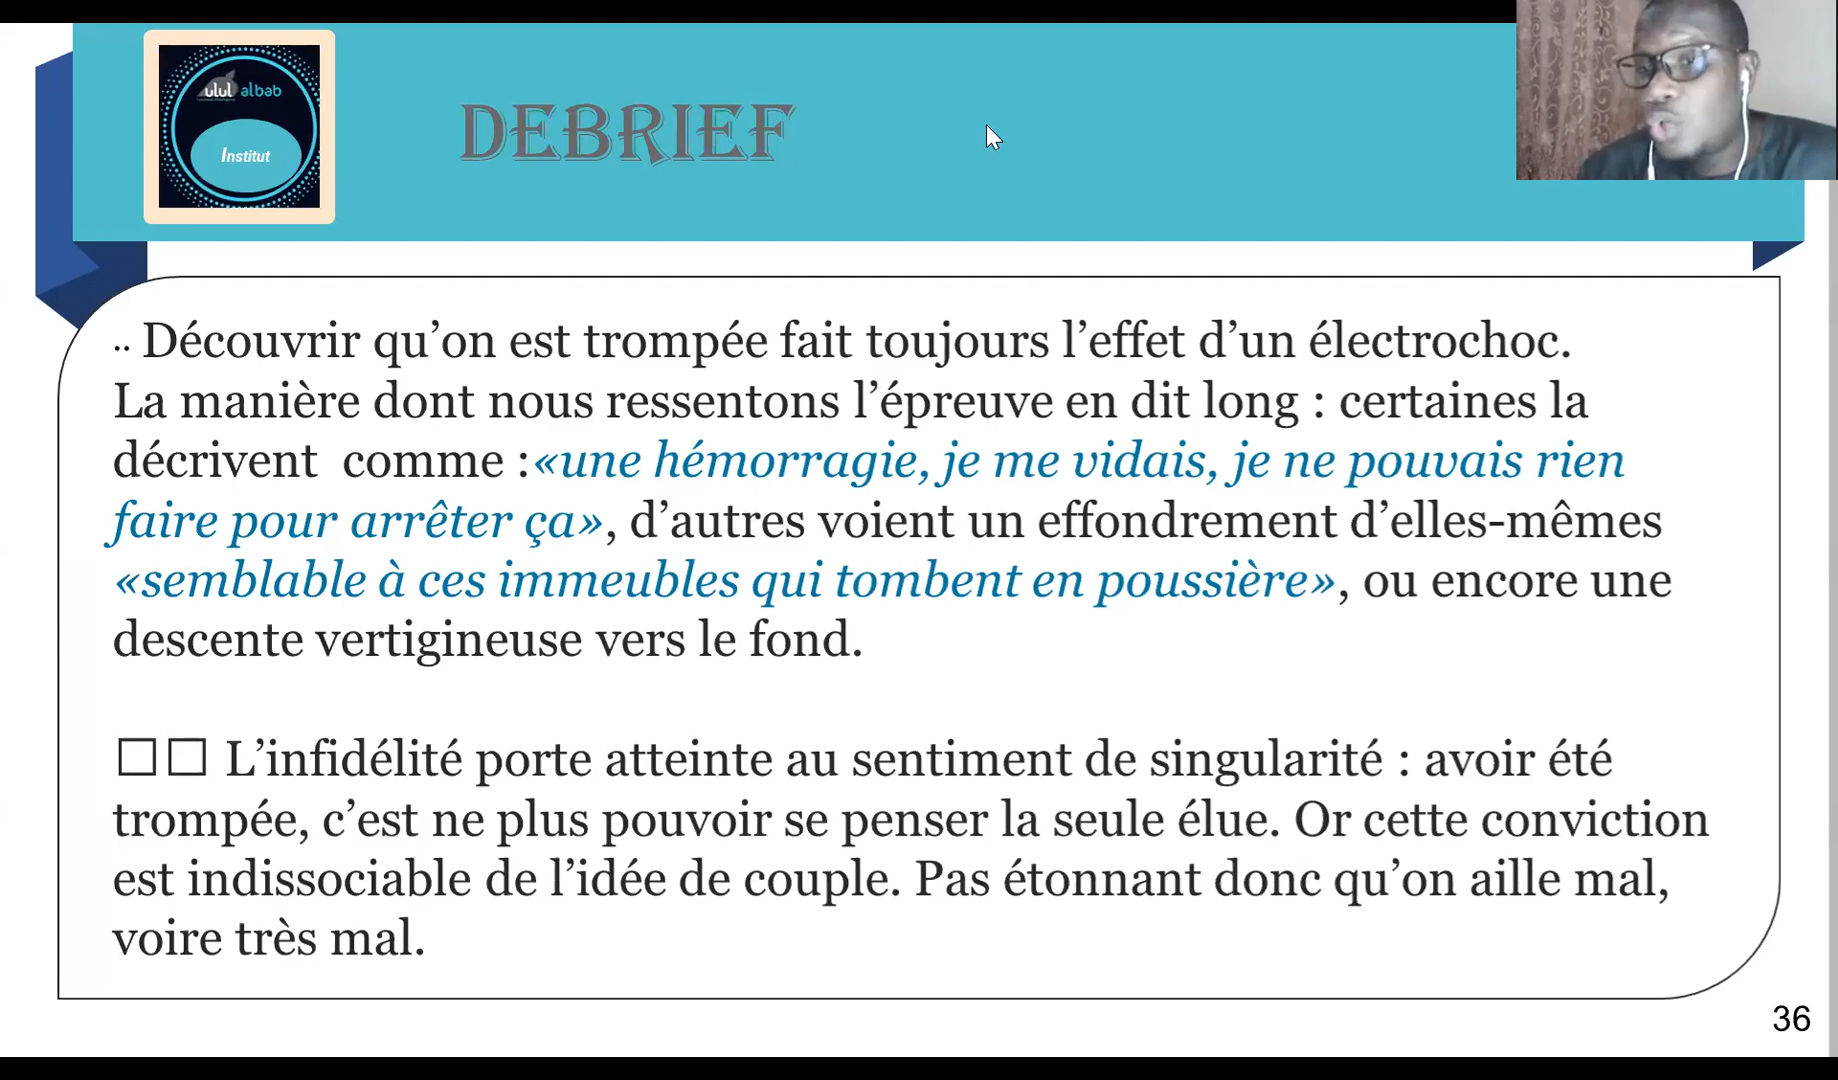 ulul albab
Institut
DEBRIEF
.. Découvrir qu’on est trompée fait toujours l’effet d’un électrochoc.
La manière dont nous ressentons l’épreuve en dit long : certaines la
décrivent comme :«une hémorragie, je me vidais, je ne pouvais rien
faire pour arrêter ça», d’autres voient un effondrement d’elles-mêmes
«semblable à ces immeubles qui tombent en poussière», ou encore une
descente vertigineuse vers le fond.
☐☐ L’infidélité porte atteinte au sentiment de singularité : avoir été
trompée, c’est ne plus pouvoir se penser la seule élue. Or cette conviction
est indissociable de l’idée de couple. Pas étonnant donc qu’on aille mal,
voire très mal.
36